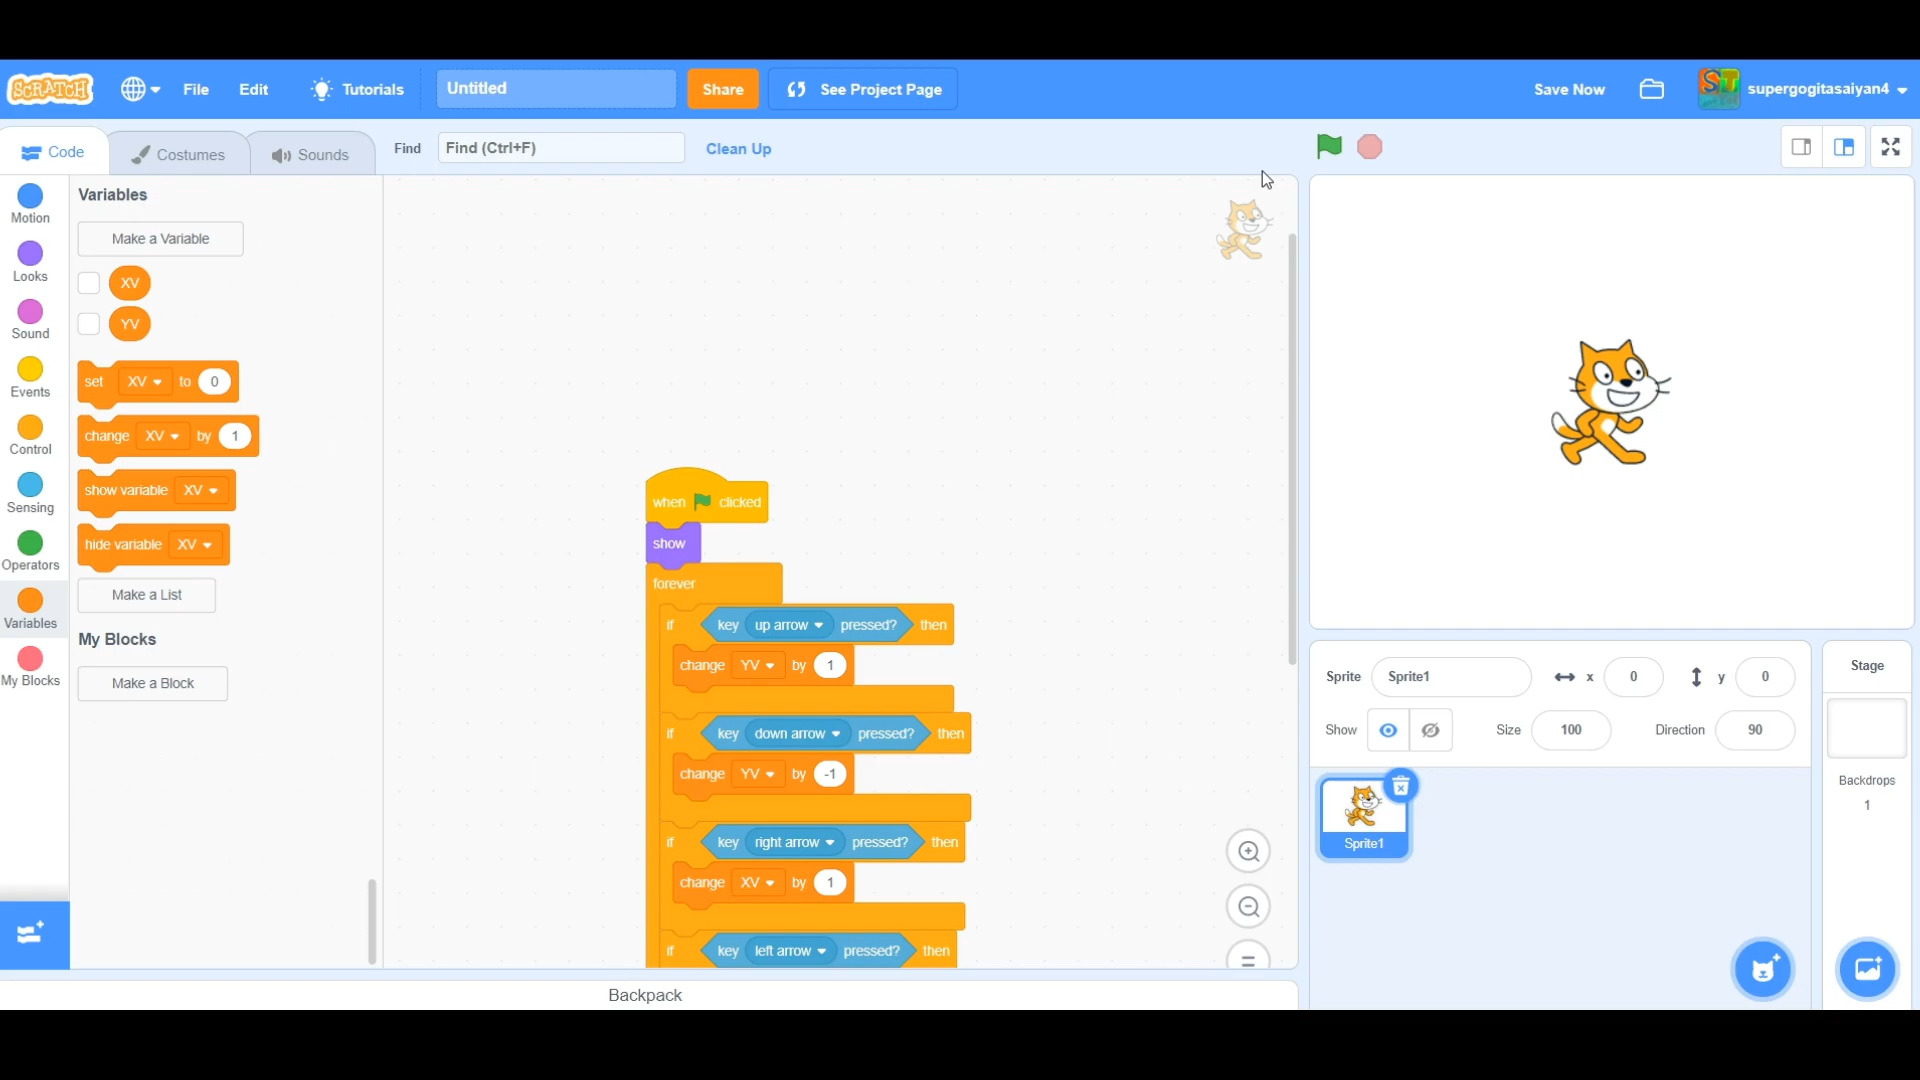 SCRATCH File Edit Tutorials Untitled Share See Project Page Save Now ST supergogitasaiyan4
Code Costumes Sounds Find Find (Ctrl+F) Clean Up
Motion
Looks
Sound
Events
Control
Sensing
Operators
Variables
My Blocks
Variables
Make a Variable
XV
YV
set XV to 0
change XV by 1
show variable XV
hide variable XV
Make a List
My Blocks
Make a Block
when clicked
show
forever
if key up arrow pressed? then
change YV by 1
if key down arrow pressed? then
change YV by -1
if key right arrow pressed? then
change XV by 1
if key left arrow pressed? then
Backpack
Sprite Sprite1 x 0 y 0
Show Size 100 Direction 90
Sprite1
Stage
Backdrops
1